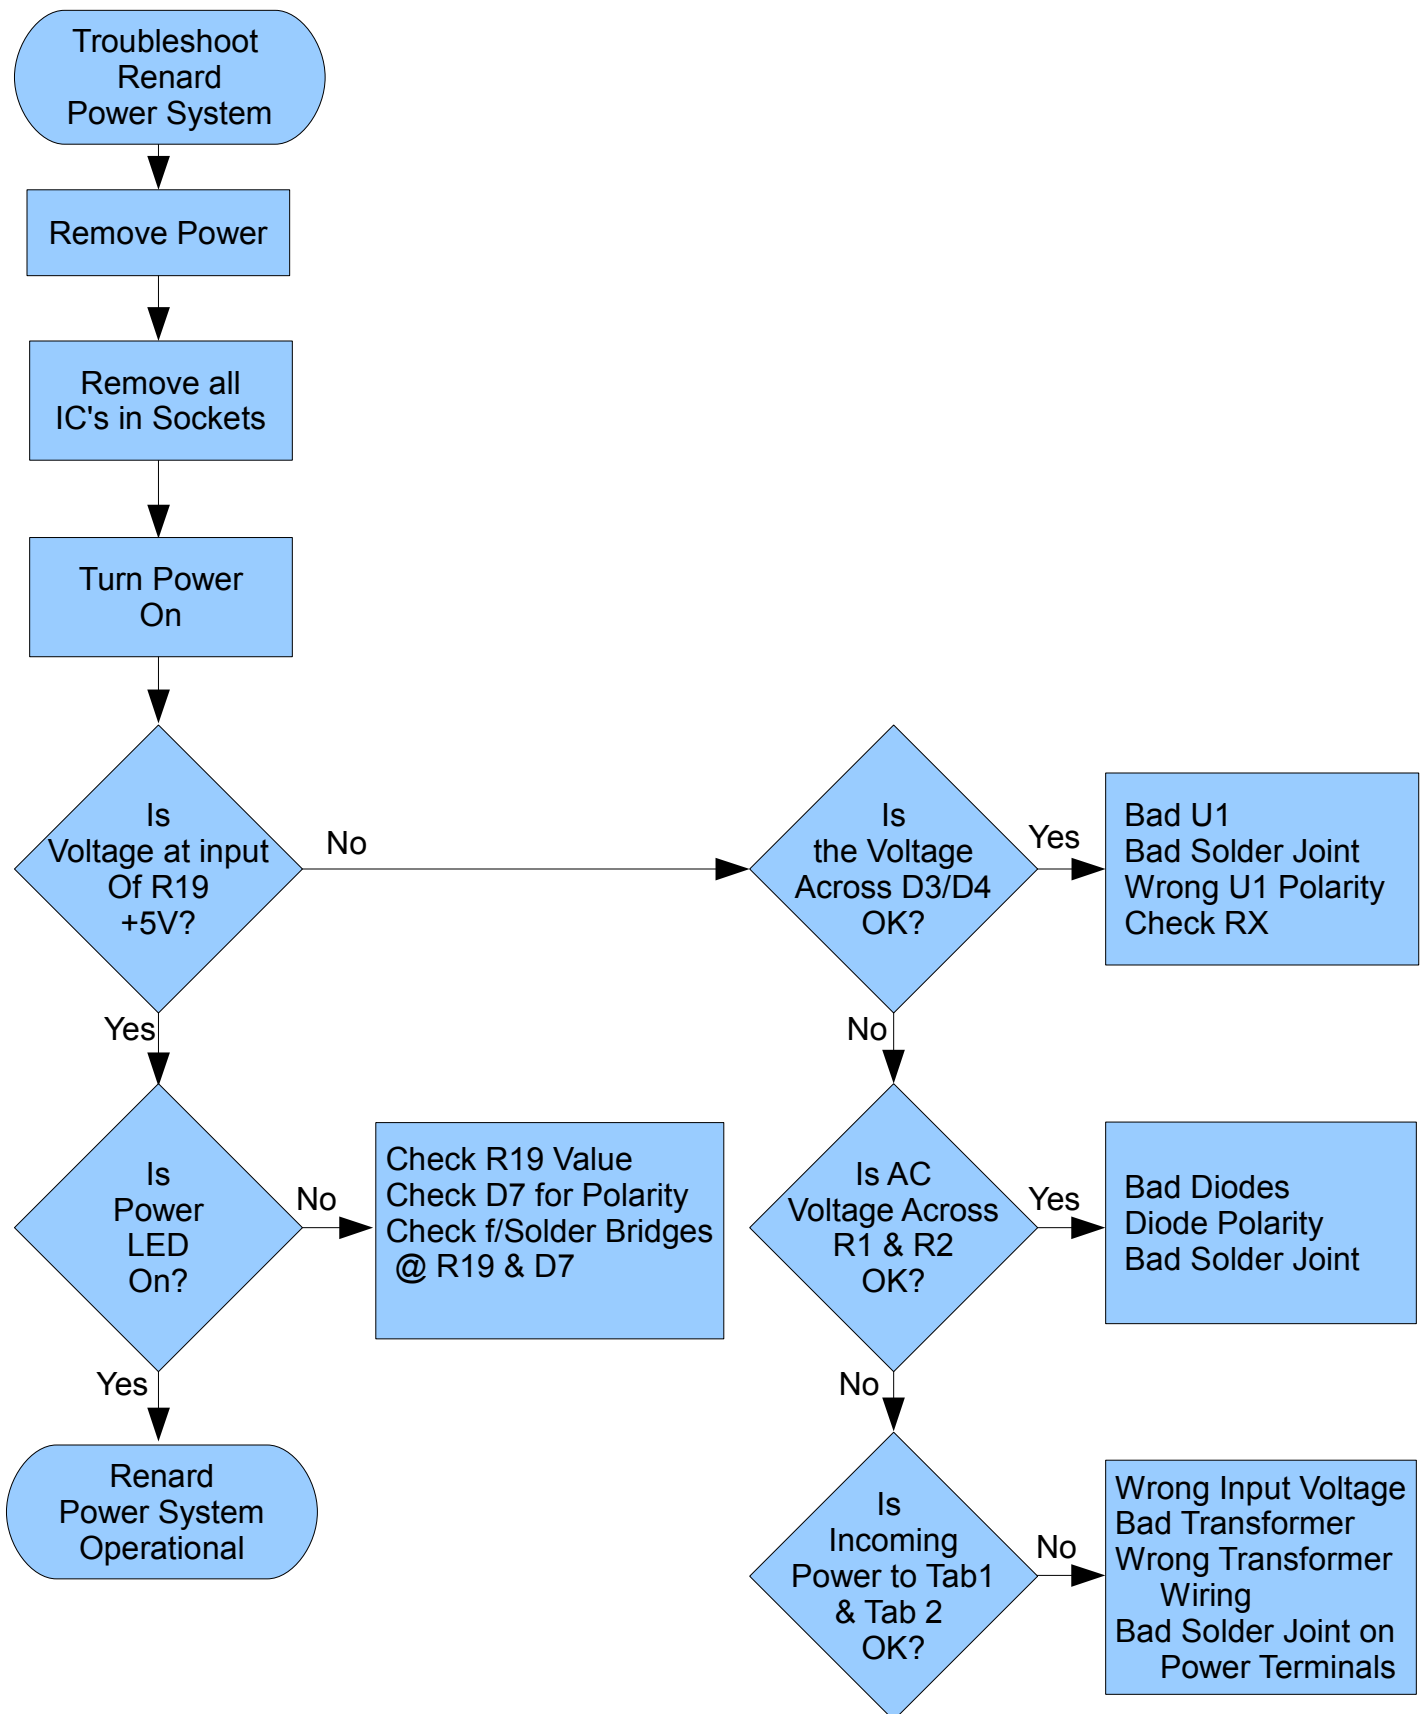 Troubleshoot
Renard
Power System
Remove Power
Remove all
IC's in Sockets
Turn Power
On
Is
Voltage at input
Of R19
+5V?
No
Is
the Voltage
Across D3/D4
OK?
Yes
Bad U1
Bad Solder Joint
Wrong U1 Polarity
Check RX
Yes
No
Is
Power
LED
On?
No
Check R19 Value
Check D7 for Polarity
Check f/Solder Bridges
@ R19 & D7
Is AC
Voltage Across
R1 & R2
OK?
Yes
Bad Diodes
Diode Polarity
Bad Solder Joint
Yes
No
Renard
Power System
Operational
Is
Incoming
Power to Tab1
& Tab 2
OK?
No
Wrong Input Voltage
Bad Transformer
Wrong Transformer
Wiring
Bad Solder Joint on
Power Terminals